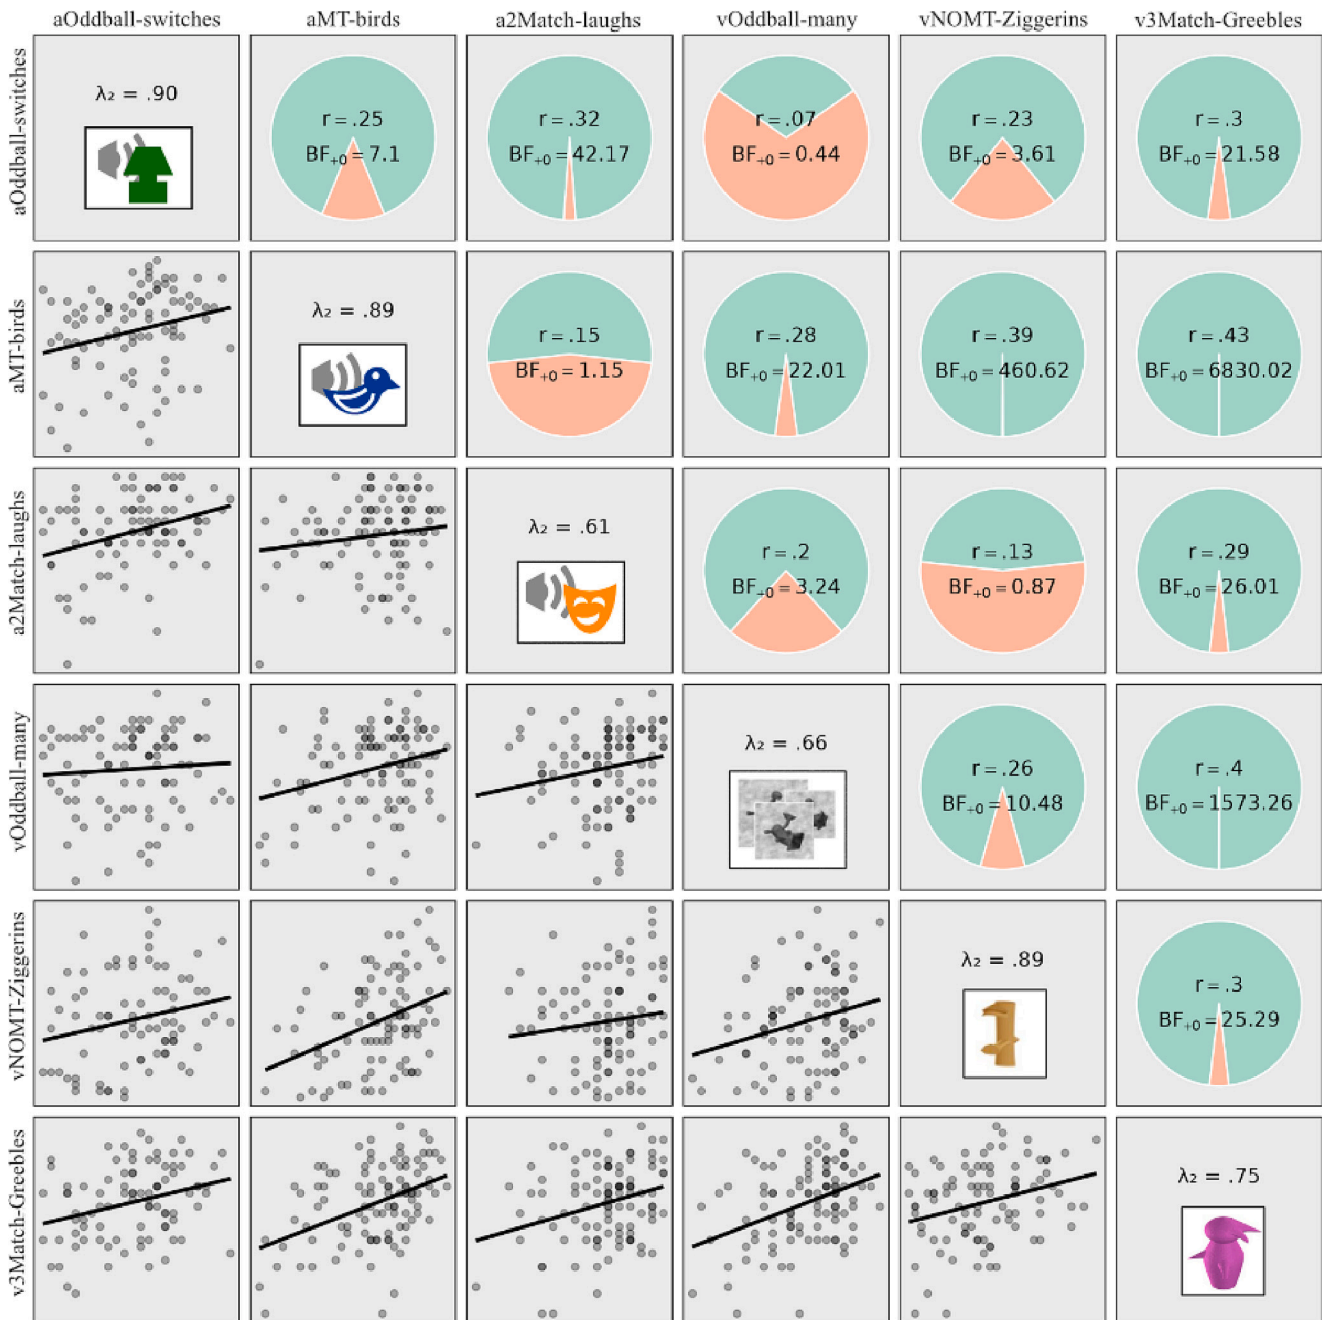 aOddball-switches aMT-birds a2Match-laughs vOddball-many vNOMT-Ziggerins v3Match-Greebles
aOddball-switches
λ₂ = .90
r = .25
BF₊₀ = 7.1
r = .32
BF₊₀ = 42.17
r = .07
BF₊₀ = 0.44
r = .23
BF₊₀ = 3.61
r = .3
BF₊₀ = 21.58
aMT-birds
λ₂ = .89
r = .15
BF₊₀ = 1.15
r = .28
BF₊₀ = 22.01
r = .39
BF₊₀ = 460.62
r = .43
BF₊₀ = 6830.02
a2Match-laughs
λ₂ = .61
r = .2
BF₊₀ = 3.24
r = .13
BF₊₀ = 0.87
r = .29
BF₊₀ = 26.01
vOddball-many
λ₂ = .66
r = .26
BF₊₀ = 10.48
r = .4
BF₊₀ = 1573.26
vNOMT-Ziggerins
λ₂ = .89
r = .3
BF₊₀ = 25.29
v3Match-Greebles
λ₂ = .75